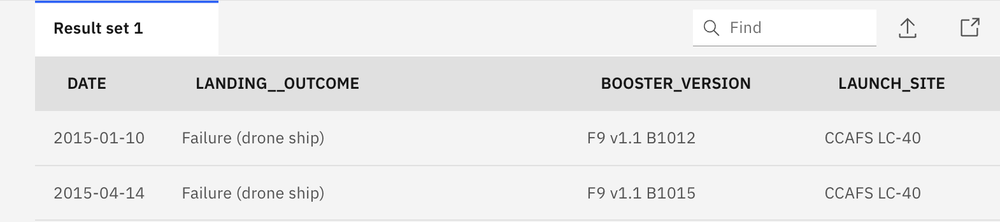 Result set 1
Find
DATE LANDING__OUTCOME BOOSTER_VERSION LAUNCH_SITE
2015-01-10 Failure (drone ship) F9 v1.1 B1012 CCAFS LC-40
2015-04-14 Failure (drone ship) F9 v1.1 B1015 CCAFS LC-40